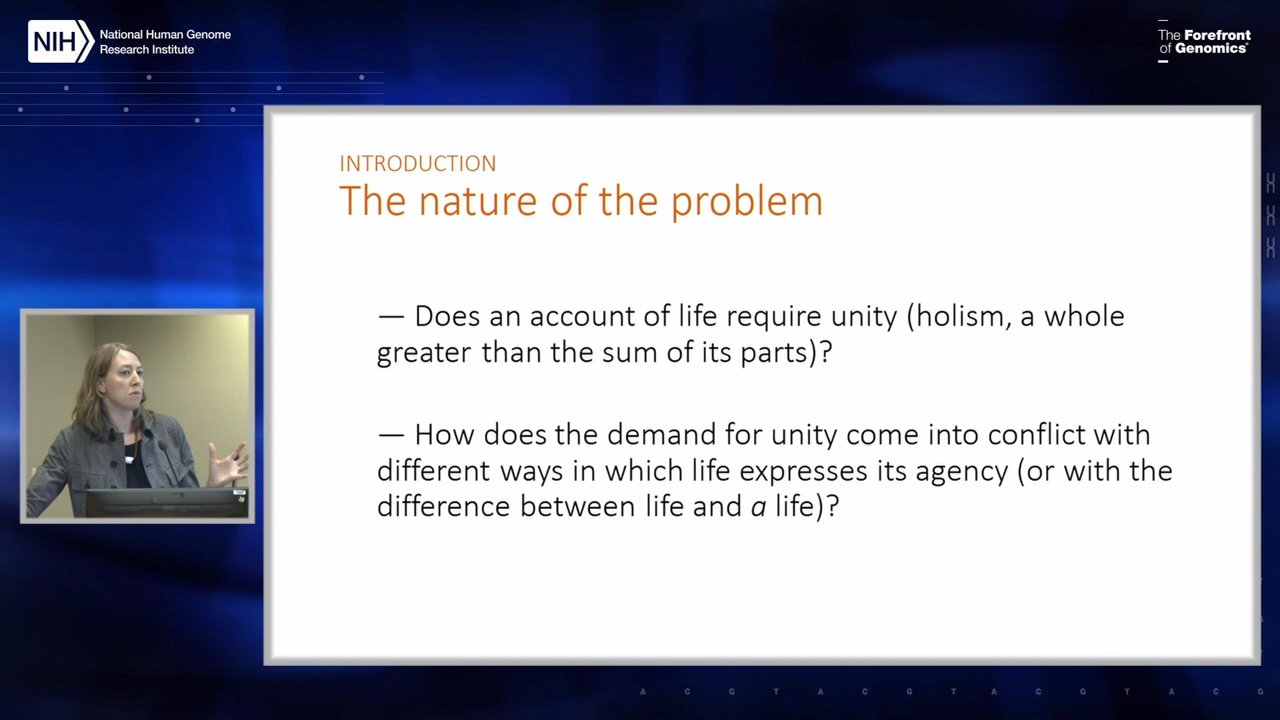 NIH
National Human Genome
Research Institute
The Forefront
of Genomics®
INTRODUCTION
The nature of the problem
— Does an account of life require unity (holism, a whole
greater than the sum of its parts)?
— How does the demand for unity come into conflict with
different ways in which life expresses its agency (or with the
difference between life and a life)?
A C G T A C G T A C G T A C G